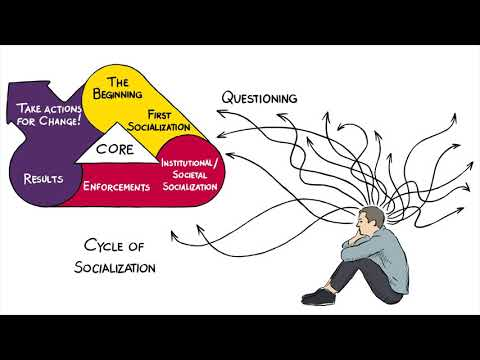 The
Beginning
First
Socialization
Take actions
for Change!
CORE
Results
Enforcements
Institutional/
Societal
Socialization
Questioning
Cycle of
Socialization